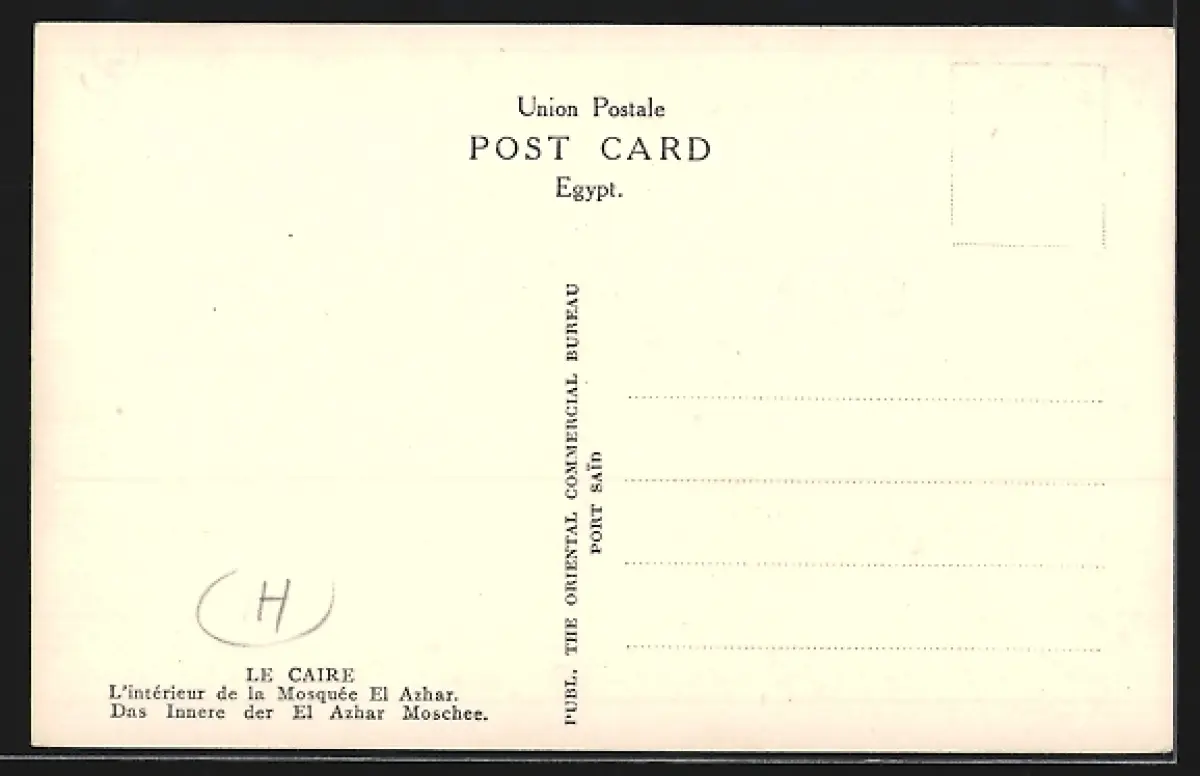 Union Postale
POST CARD
Egypt.
PUBL. THE ORIENTAL COMMERCIAL BUREAU
PORT SAÏD
H
LE CAIRE
L'intérieur de la Mosquée El Azhar.
Das Innere der El Azhar Moschee.